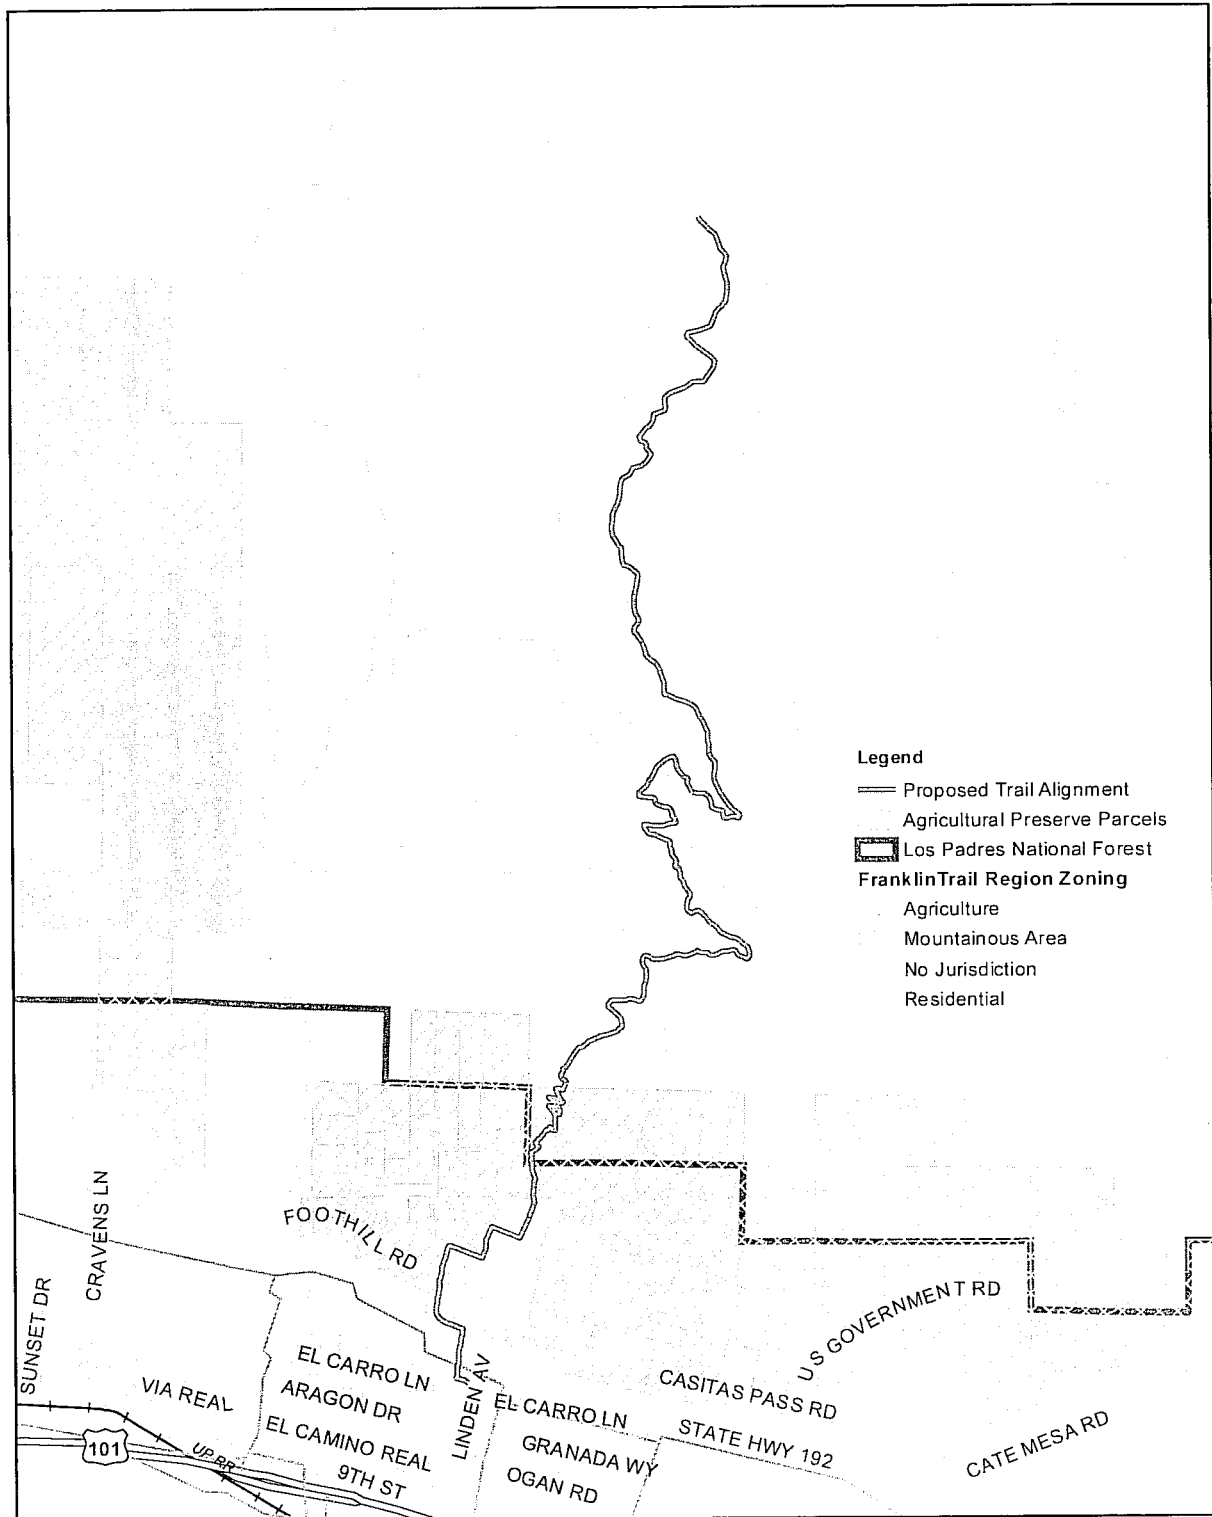 Legend
Proposed Trail Alignment
Agricultural Preserve Parcels
Los Padres National Forest
FranklinTrail Region Zoning
Agriculture
Mountainous Area
No Jurisdiction
Residential
CRAVENS LN
FOOTHILL RD
SUNSET DR
U S GOVERNMENT RD
EL CARRO LN
VIA REAL
ARAGON DR
LINDEN AV
CASITAS PASS RD
EL CARRO LN
STATE HWY 192
EL CAMINO REAL
GRANADA WY
CATE MESA RD
101
UP RR
9TH ST
OGAN RD